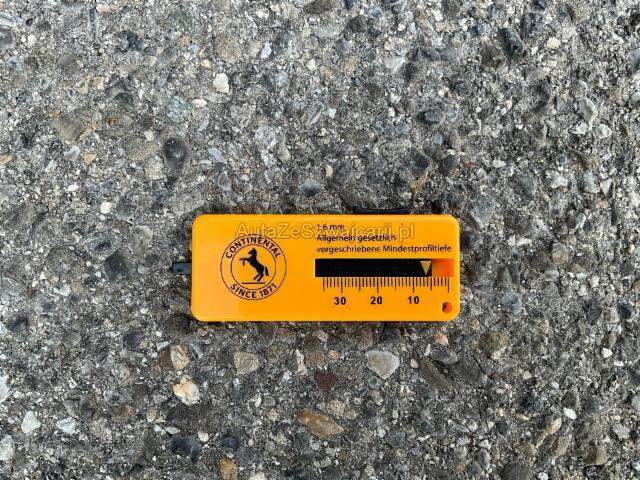 AutaZeSzwajcarii.pl
CONTINENTAL
SINCE 1871
1.6 mm
Allgemein gesetzlich
vorgeschriebene Mindestprofiltiefe
30 20 10